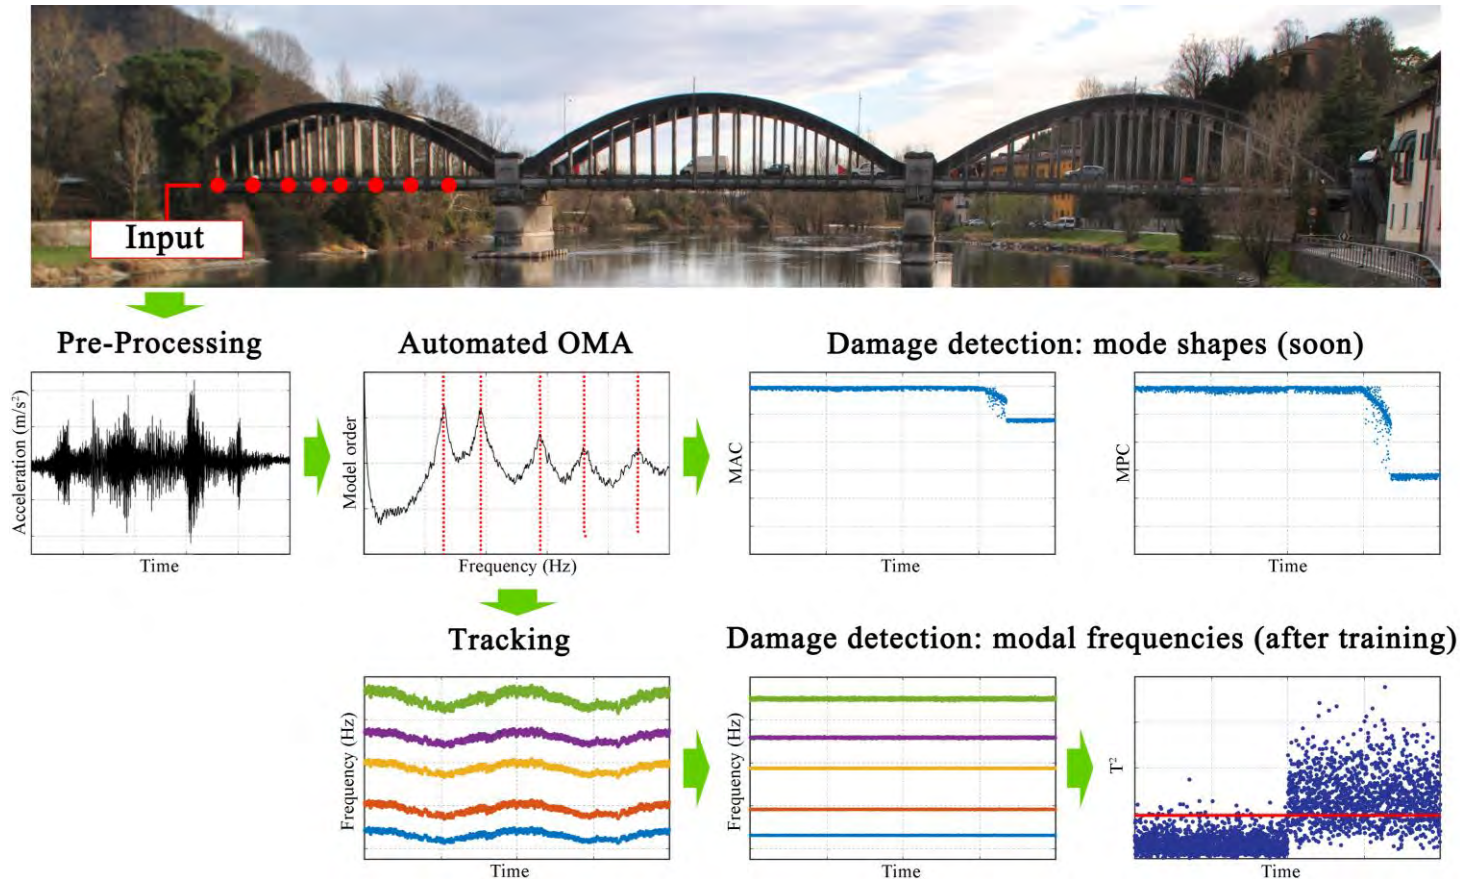 Input
Pre-Processing
Automated OMA
Damage detection: mode shapes (soon)
Acceleration (m/s²)
Time
Model order
Frequency (Hz)
MAC
Time
MPC
Time
Tracking
Damage detection: modal frequencies (after training)
Frequency (Hz)
Time
Frequency (Hz)
Time
T²
Time